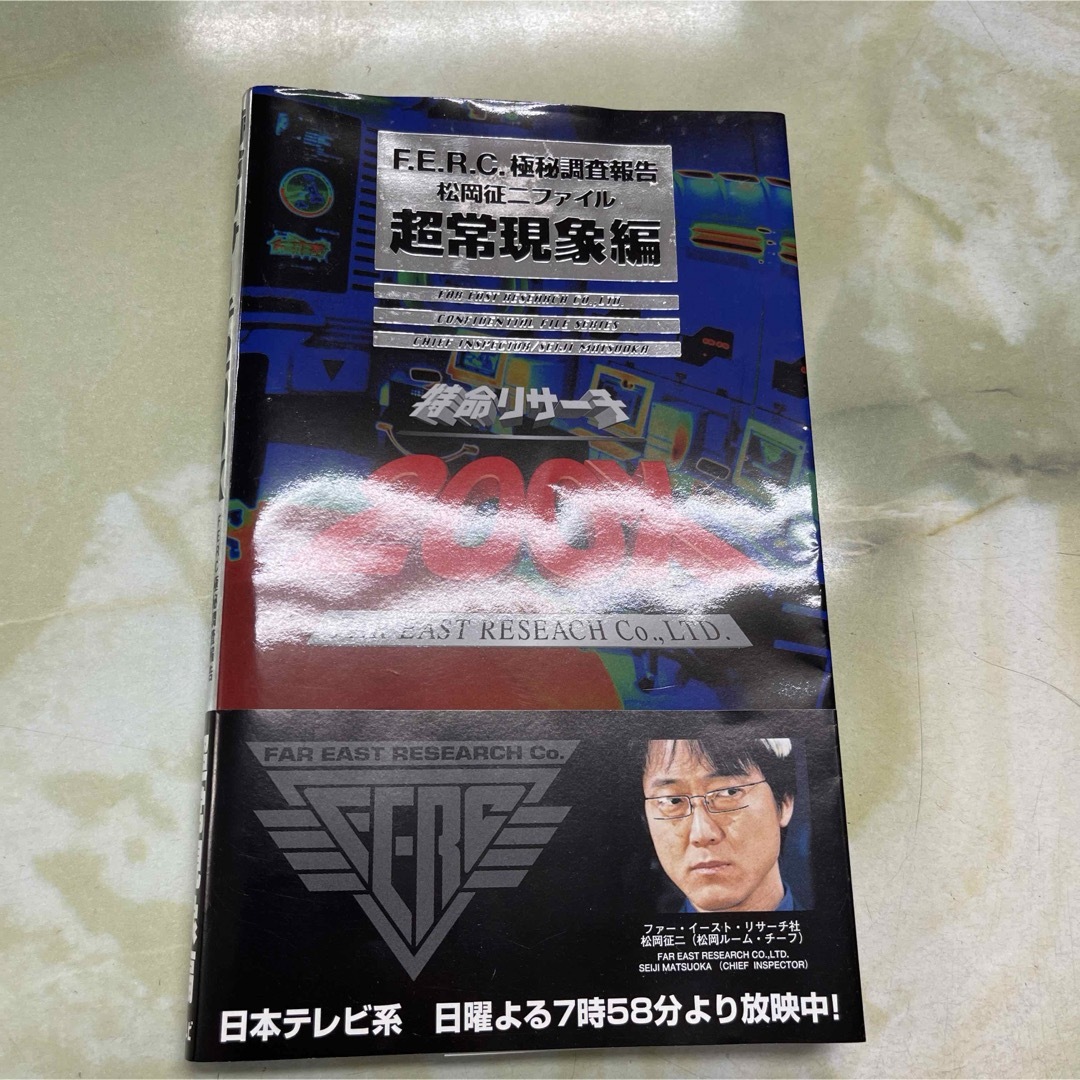 F.E.R.C.極秘調査報告
松岡征二ファイル
超常現象編
FAR EAST RESEARCH CO.,LTD.
CONFIDENTIAL FILE SERIES
CHIEF INSPECTOR/SEIJI MATSUOKA
特命リサーチ
200X
FAR EAST RESEACH Co.,LTD.
FAR EAST RESEARCH Co.
F.E.R.C
ファー・イースト・リサーチ社
松岡征二（松岡ルーム・チーフ）
FAR EAST RESEARCH CO.,LTD.
SEIJI MATSUOKA （CHIEF INSPECTOR）
日本テレビ系　日曜よる7時58分より放映中！